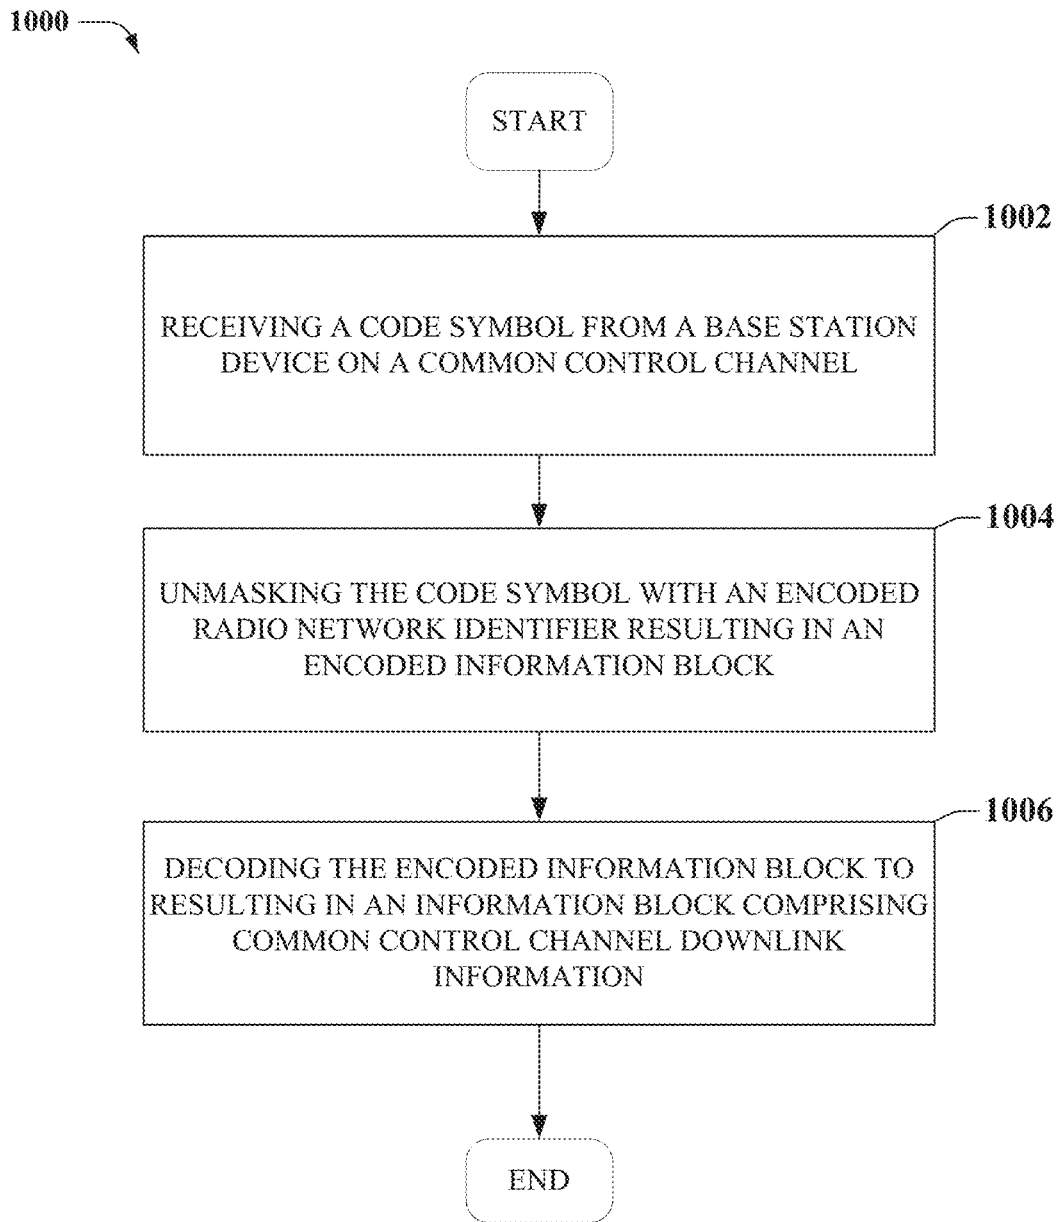 1000
START
1002
RECEIVING A CODE SYMBOL FROM A BASE STATION
DEVICE ON A COMMON CONTROL CHANNEL
1004
UNMASKING THE CODE SYMBOL WITH AN ENCODED
RADIO NETWORK IDENTIFIER RESULTING IN AN
ENCODED INFORMATION BLOCK
1006
DECODING THE ENCODED INFORMATION BLOCK TO
RESULTING IN AN INFORMATION BLOCK COMPRISING
COMMON CONTROL CHANNEL DOWNLINK
INFORMATION
END